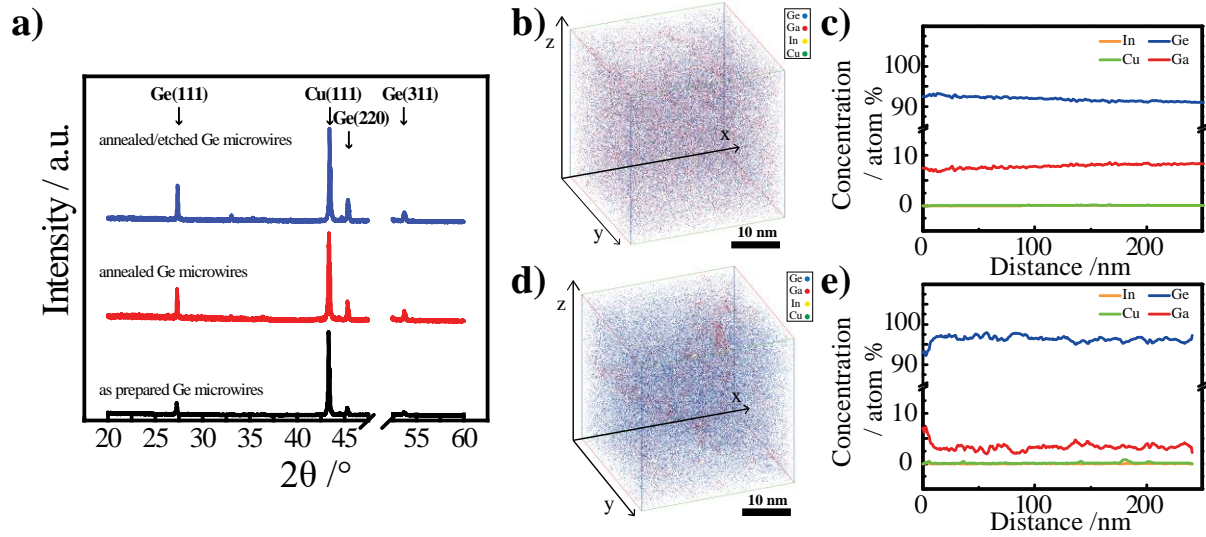 a)
Ge(111)
Cu(111)
Ge(311)
Ge(220)
annealed/etched Ge microwires
annealed Ge microwires
as prepared Ge microwires
Intensity / a.u.
20 25 30 35 40 45 60
2θ /°
b)
z
x
y
Ge
Ga
In
Cu
10 nm
c)
In Ge
Cu Ga
Concentration
/ atom %
100
90
10
0
0 100 200
Distance /nm
d)
z
x
y
Ge
Ga
In
Cu
10 nm
e)
In Ge
Cu Ga
Concentration
/ atom %
100
90
10
0
0 100 200
Distance /nm